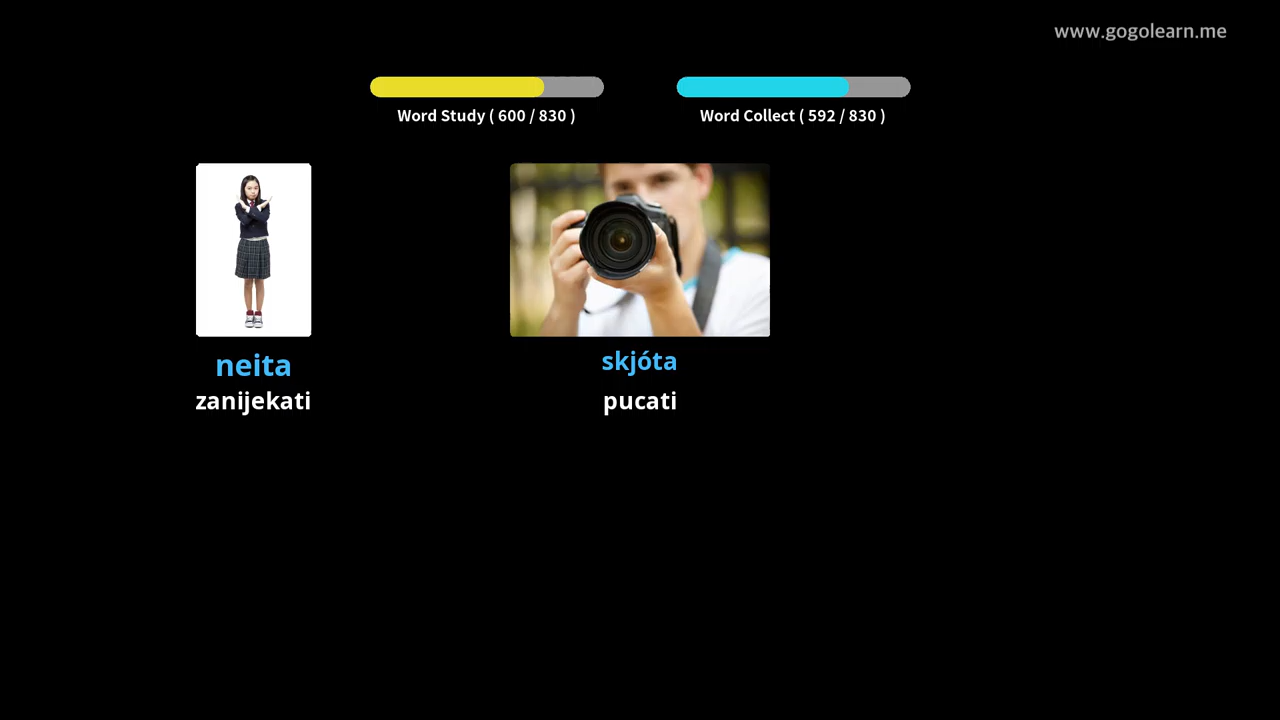 www.gogolearn.me
Word Study ( 600 / 830 )
Word Collect ( 592 / 830 )
neita
zanijekati
skjóta
pucati